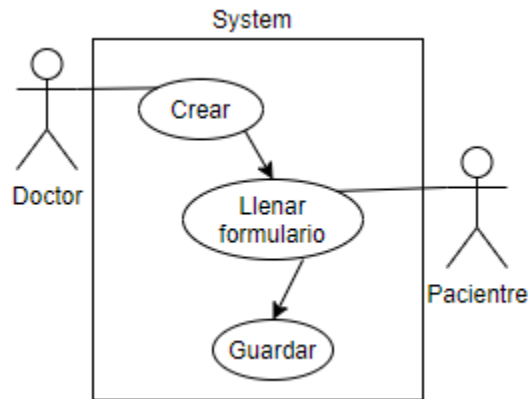 System
Crear
Doctor
Llenar
formulario
Pacientre
Guardar